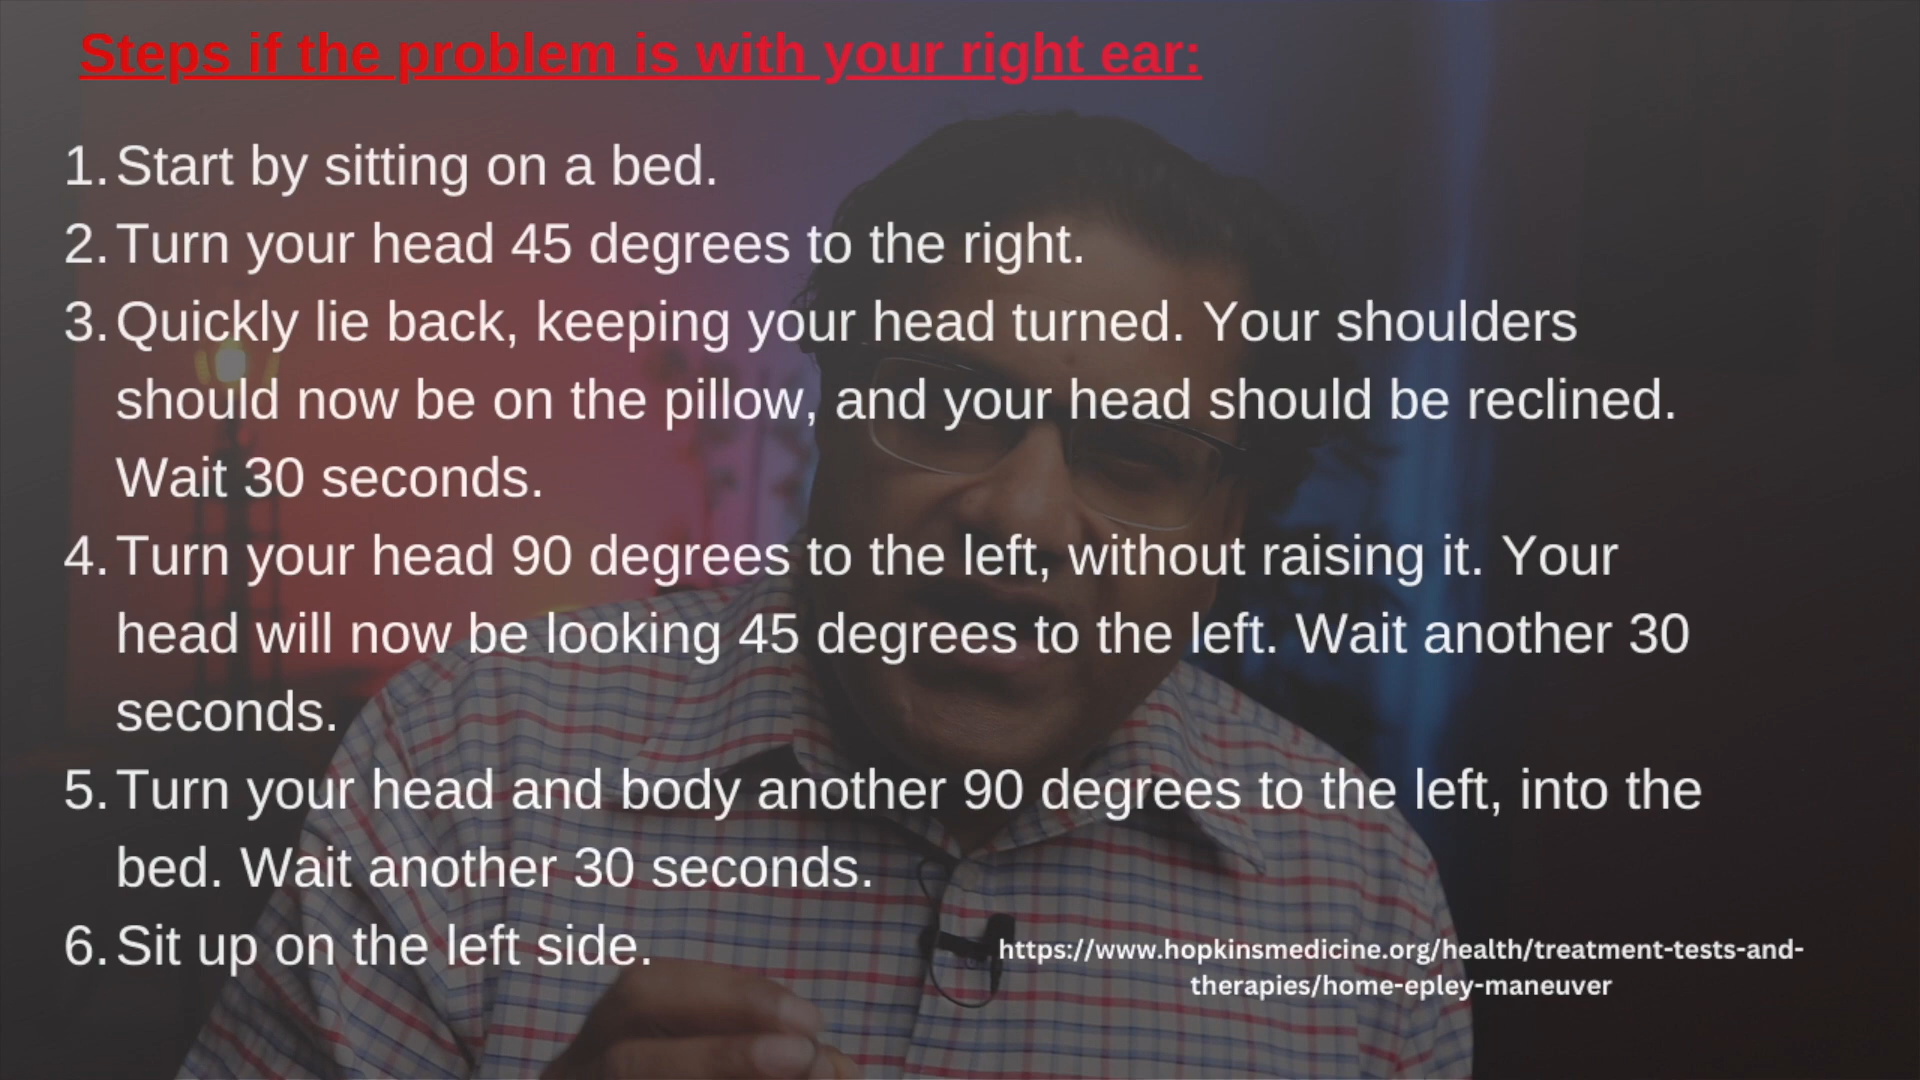 Steps if the problem is with your right ear:
1. Start by sitting on a bed.
2. Turn your head 45 degrees to the right.
3. Quickly lie back, keeping your head turned. Your shoulders
should now be on the pillow, and your head should be reclined.
Wait 30 seconds.
4. Turn your head 90 degrees to the left, without raising it. Your
head will now be looking 45 degrees to the left. Wait another 30
seconds.
5. Turn your head and body another 90 degrees to the left, into the
bed. Wait another 30 seconds.
6. Sit up on the left side.
https://www.hopkinsmedicine.org/health/treatment-tests-and-
therapies/home-epley-maneuver